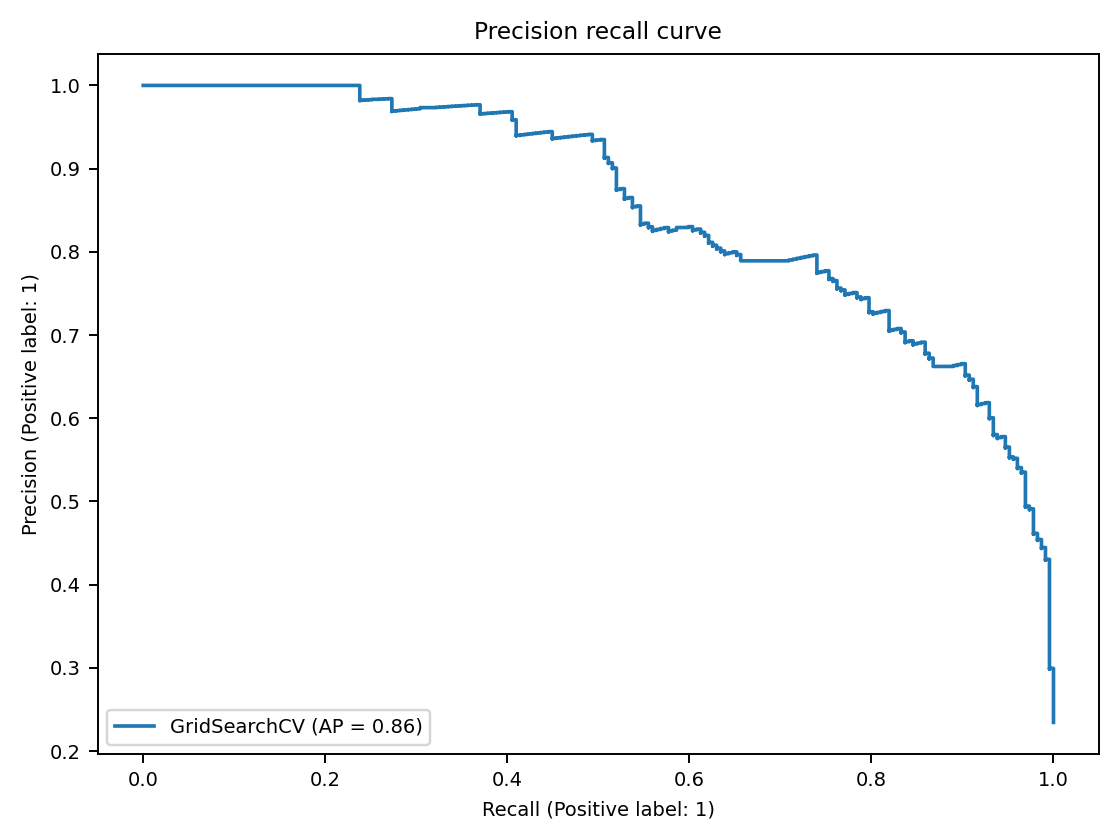 Precision recall curve
1.0
0.9
0.8
0.7
0.6
0.5
0.4
0.3
0.2
Precision (Positive label: 1)
GridSearchCV (AP = 0.86)
0.0 0.2 0.4 0.6 0.8 1.0
Recall (Positive label: 1)